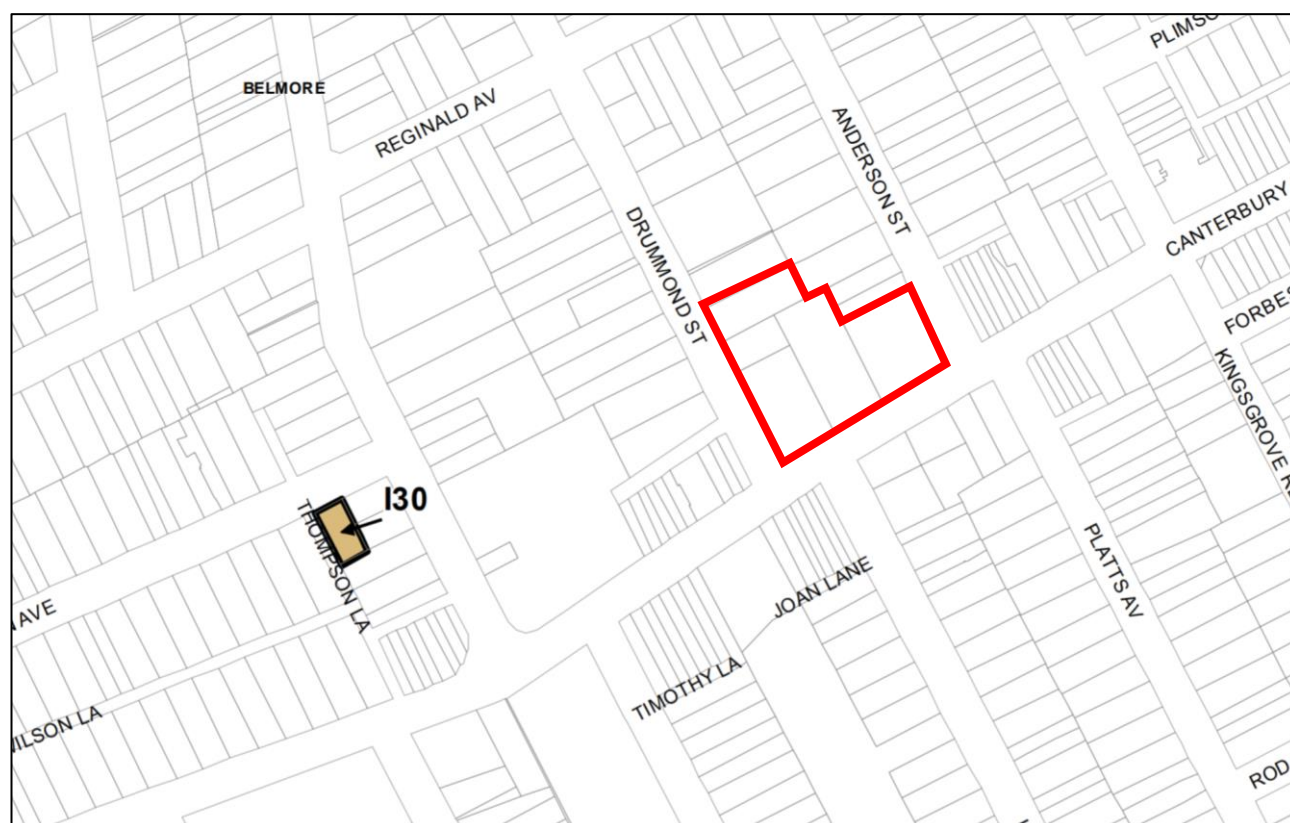 PLIMSO
BELMORE
REGINALD AV
ANDERSON ST
DRUMMOND ST
CANTERBURY
FORBES
KINGSGROVE R
I30
THOMPSON LA
PLATTS AV
JOAN LANE
AVE
TIMOTHY LA
WILSON LA
ROD